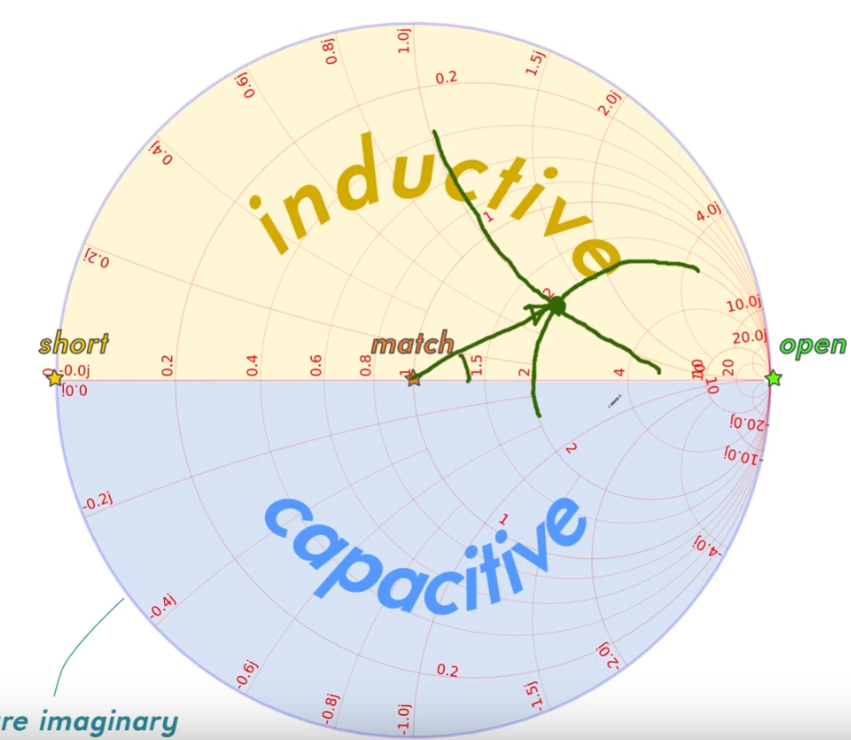 1.0j
0.8j
1.5j
0.6j
0.2
2.0j
0.4j
inductive
4.0j
1
0.2j
2
10.0j
20.0j
short
match
open
0.0j
0.2
0.4
0.6
0.8
1
1.5
2
4
10
20
0.0j
10
-20.0j
2
-10.0j
-0.2j
1
capacitive
-4.0j
-0.4j
-2.0j
0.2
-0.6j
-1.5j
-0.8j
-1.0j
re imaginary